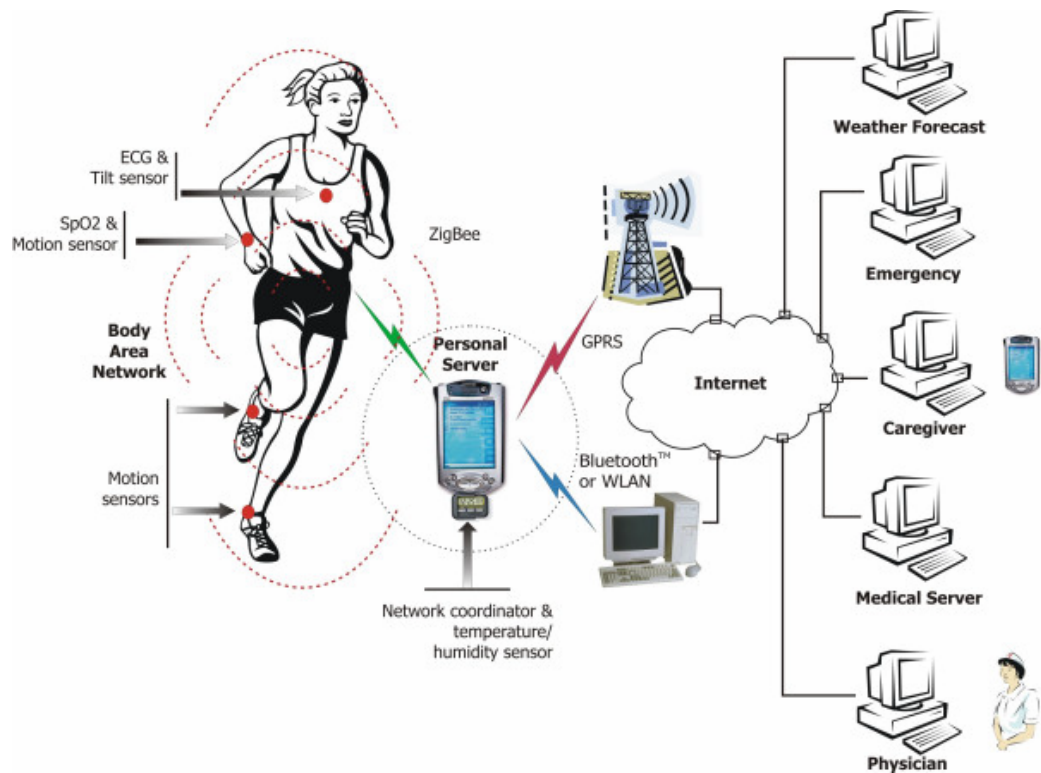 Weather Forecast
ECG &
Tilt sensor
SpO2 &
Motion sensor
ZigBee
Emergency
Body
Area
Network
Personal
Server
GPRS
Internet
Caregiver
Motion
sensors
Bluetooth™
or WLAN
Medical Server
Network coordinator &
temperature/
humidity sensor
Physician